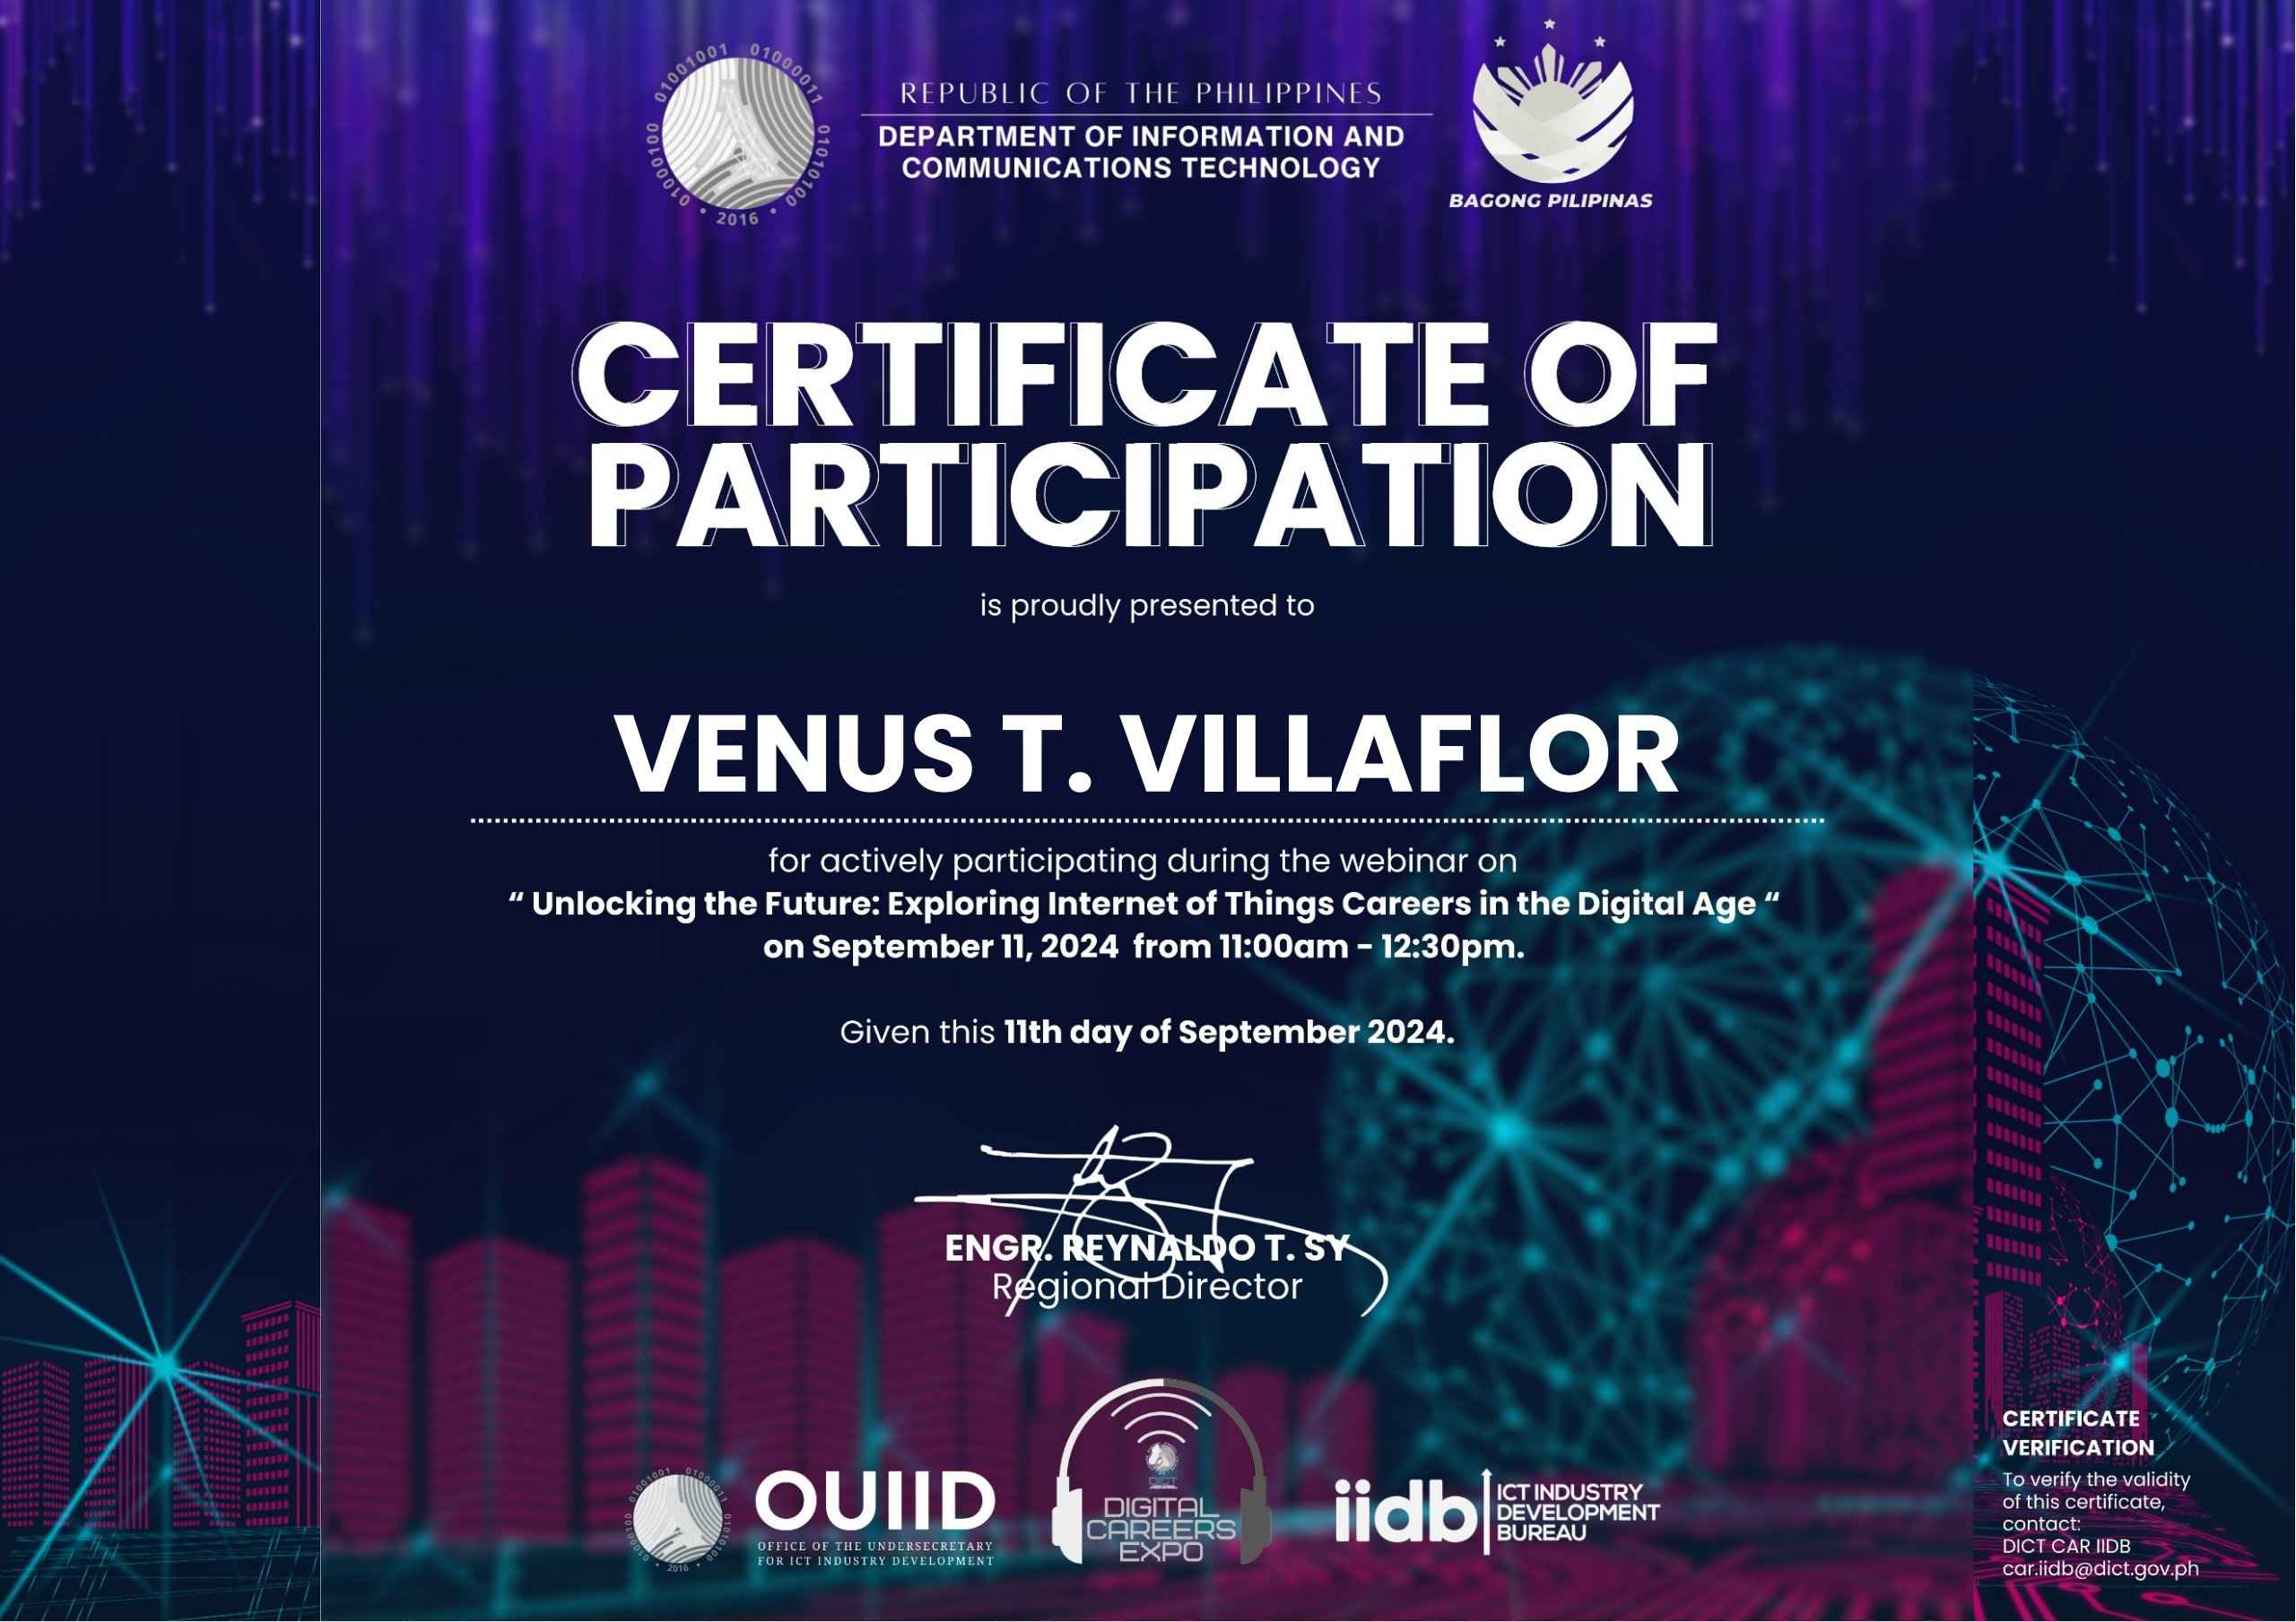 01001001 01000011
01010100
01000100
• 2016 •
REPUBLIC OF THE PHILIPPINES
DEPARTMENT OF INFORMATION AND
COMMUNICATIONS TECHNOLOGY
BAGONG PILIPINAS
CERTIFICATE OF
PARTICIPATION
is proudly presented to
VENUS T. VILLAFLOR
for actively participating during the webinar on
“ Unlocking the Future: Exploring Internet of Things Careers in the Digital Age “
on September 11, 2024 from 11:00am - 12:30pm.
Given this 11th day of September 2024.
ENGR. REYNALDO T. SY
Regional Director
• 2016 •
OUIID
OFFICE OF THE UNDERSECRETARY
FOR ICT INDUSTRY DEVELOPMENT
DICT
DIGITAL
CAREERS
EXPO
iidb
ICT INDUSTRY
DEVELOPMENT
BUREAU
CERTIFICATE
VERIFICATION
To verify the validity
of this certificate,
contact:
DICT CAR IIDB
car.iidb@dict.gov.ph